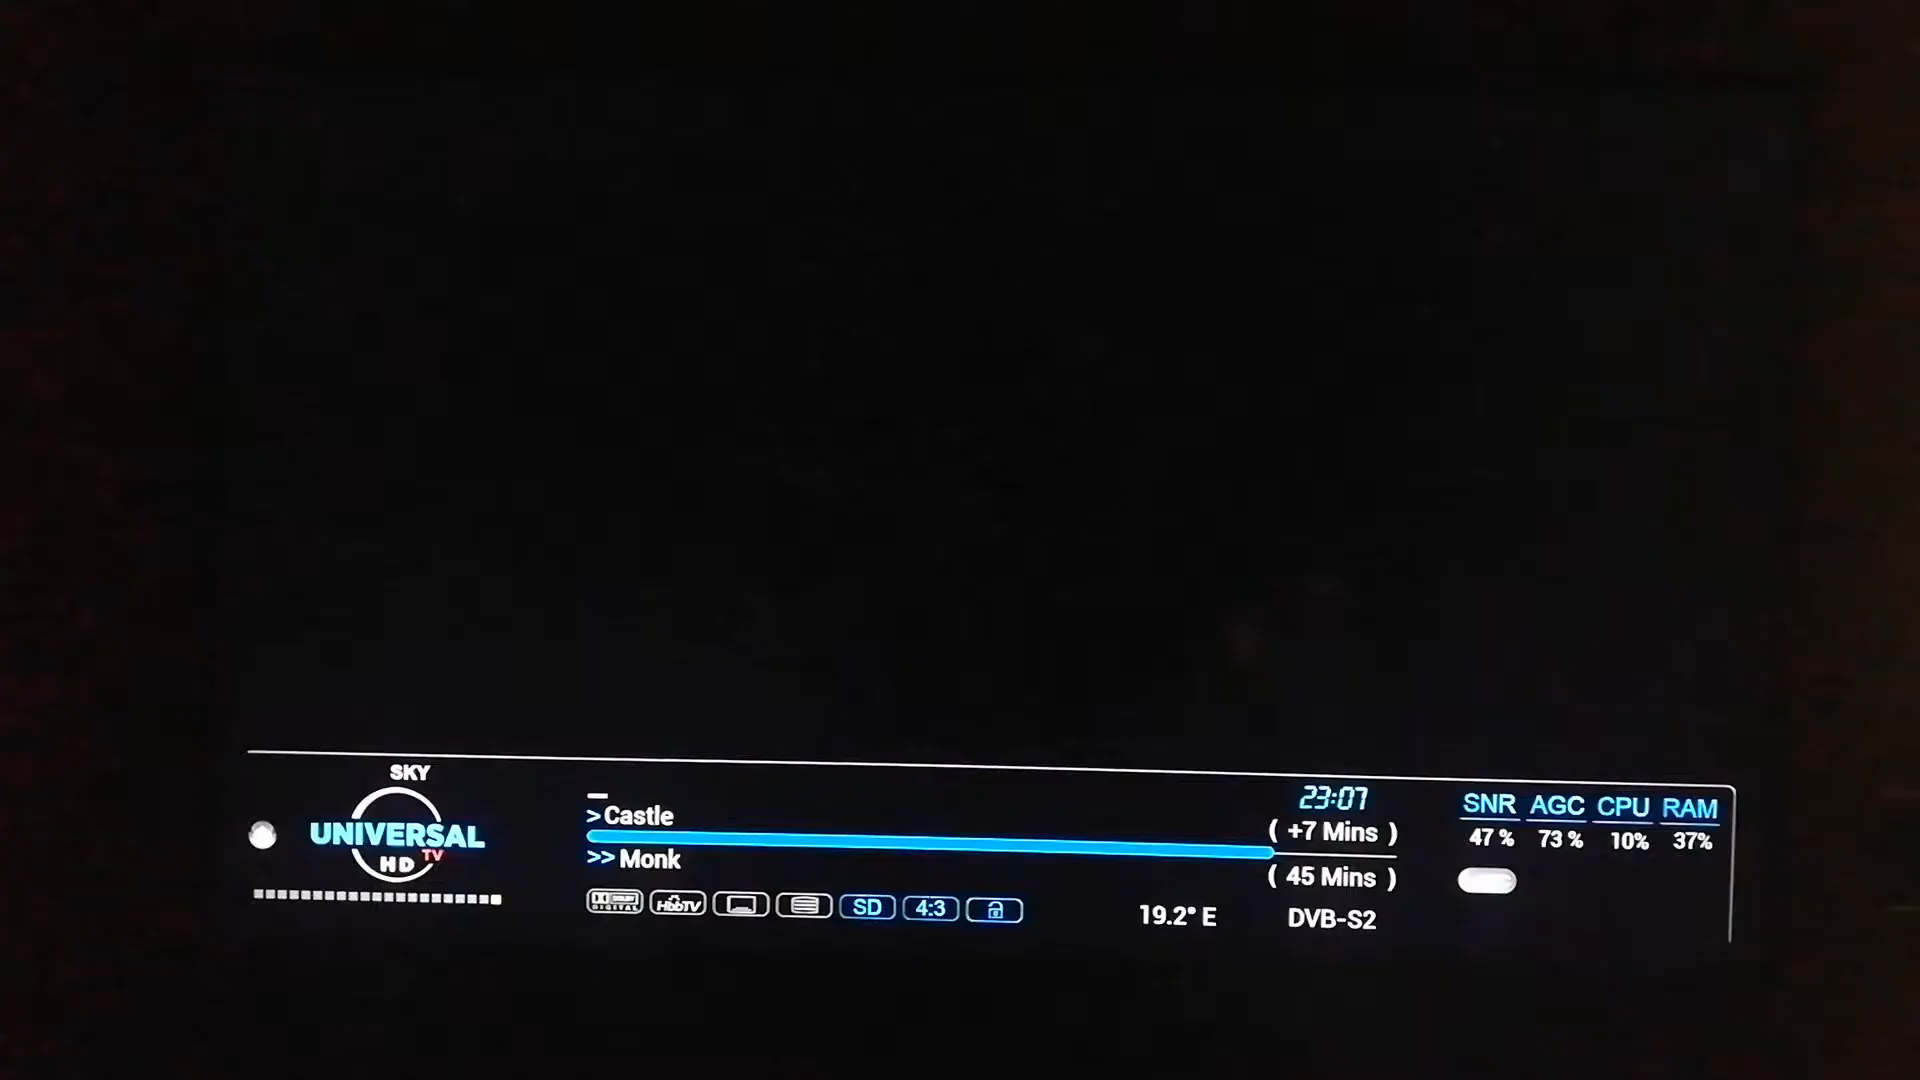 SKY
UNIVERSAL
TV
HD
23:07
>Castle
( +7 Mins )
>> Monk
( 45 Mins )
DIGITAL
HbbTV
SD
4:3
19.2° E
DVB-S2
SNR AGC CPU RAM
47 % 73 % 10% 37%